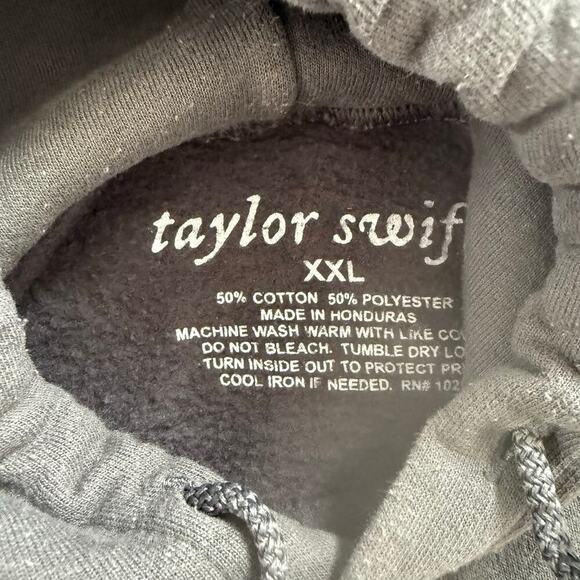 taylor swif
XXL
50% COTTON 50% POLYESTER
MADE IN HONDURAS
MACHINE WASH WARM WITH LIKE CO
DO NOT BLEACH. TUMBLE DRY LO
TURN INSIDE OUT TO PROTECT PR
COOL IRON IF NEEDED. RN# 102